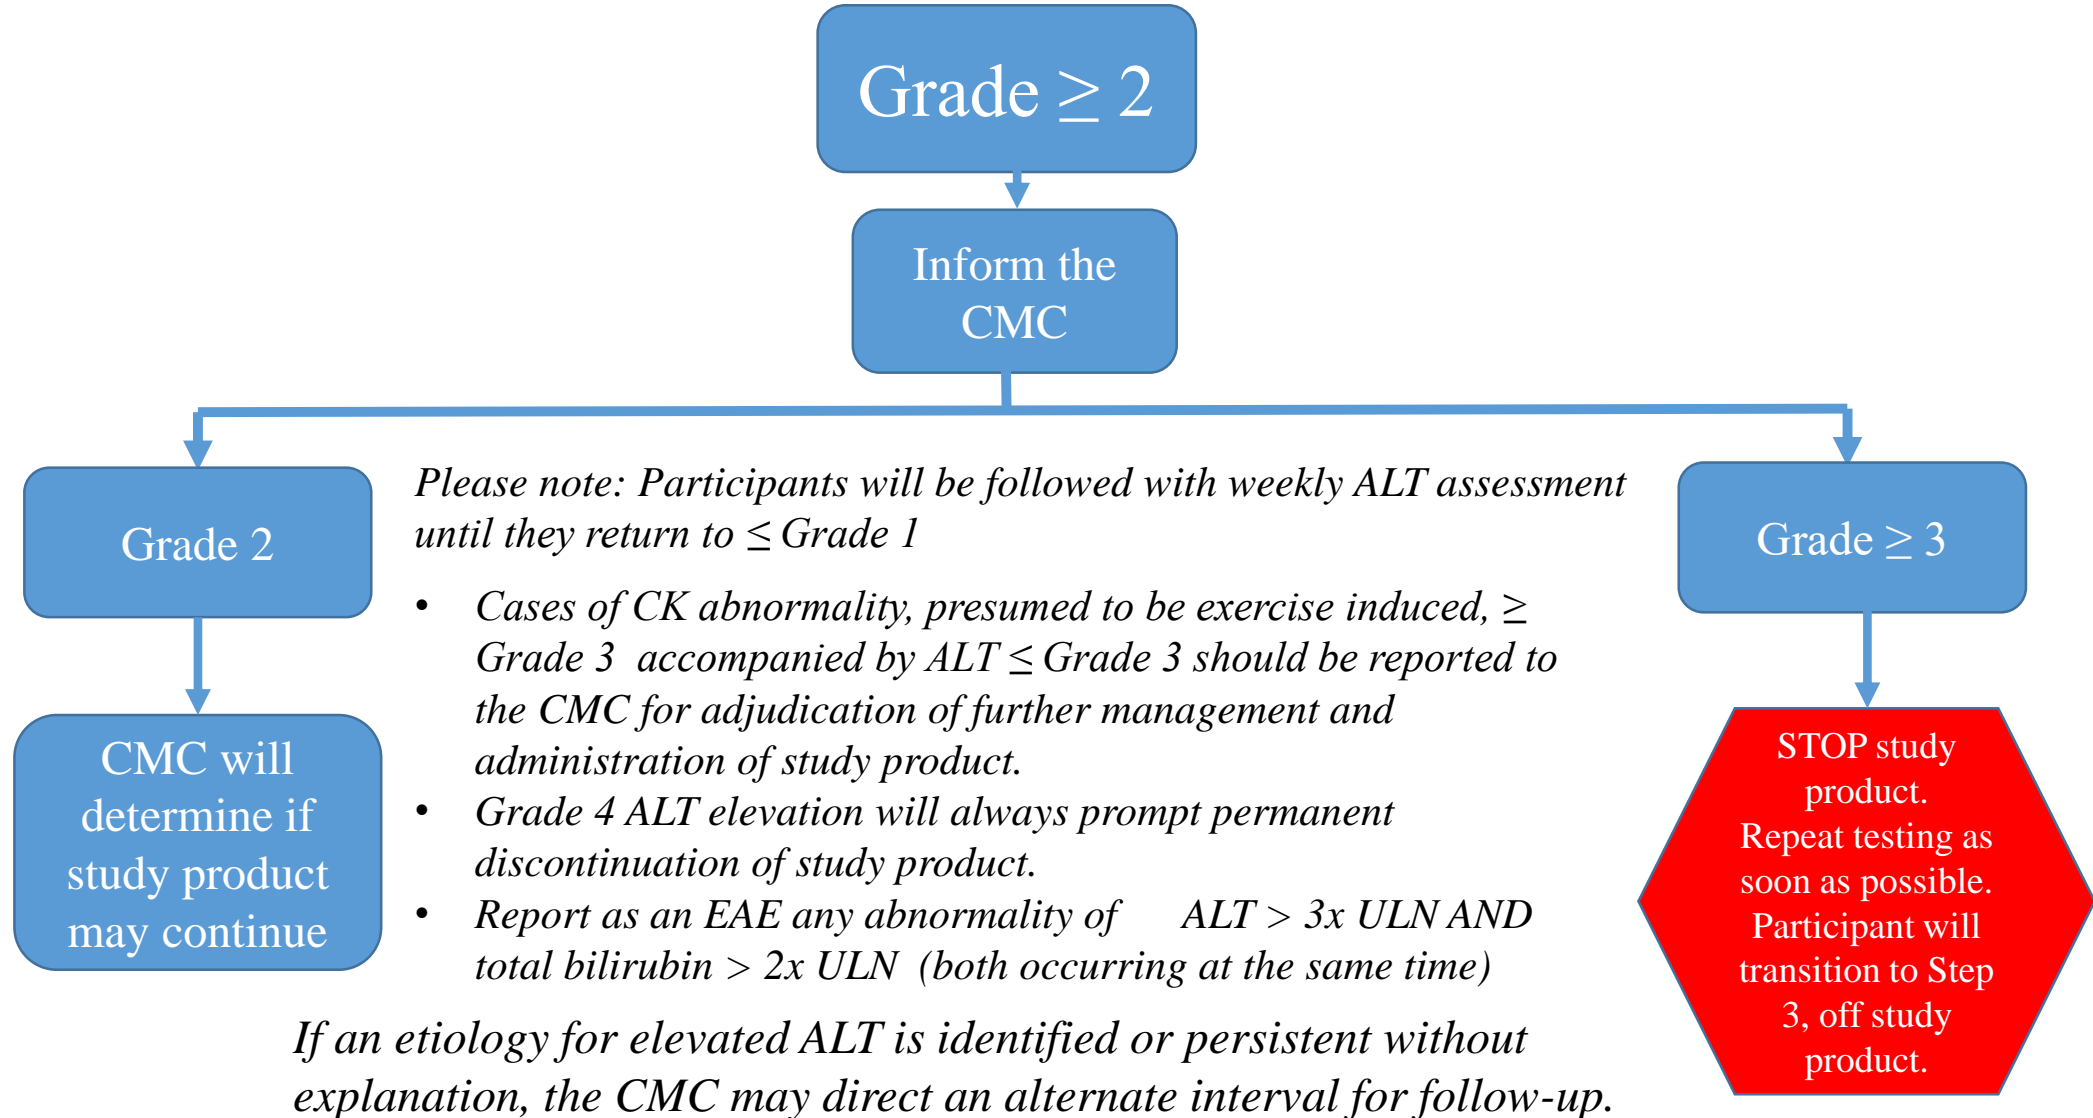 Grade ≥ 2
Inform the
CMC
Grade 2
CMC will
determine if
study product
may continue
Please note: Participants will be followed with weekly ALT assessment
until they return to ≤ Grade 1
• Cases of CK abnormality, presumed to be exercise induced, ≥
Grade 3 accompanied by ALT ≤ Grade 3 should be reported to
the CMC for adjudication of further management and
administration of study product.
• Grade 4 ALT elevation will always prompt permanent
discontinuation of study product.
• Report as an EAE any abnormality of ALT > 3x ULN AND
total bilirubin > 2x ULN (both occurring at the same time)
If an etiology for elevated ALT is identified or persistent without
explanation, the CMC may direct an alternate interval for follow-up.
Grade ≥ 3
STOP study
product.
Repeat testing as
soon as possible.
Participant will
transition to Step
3, off study
product.